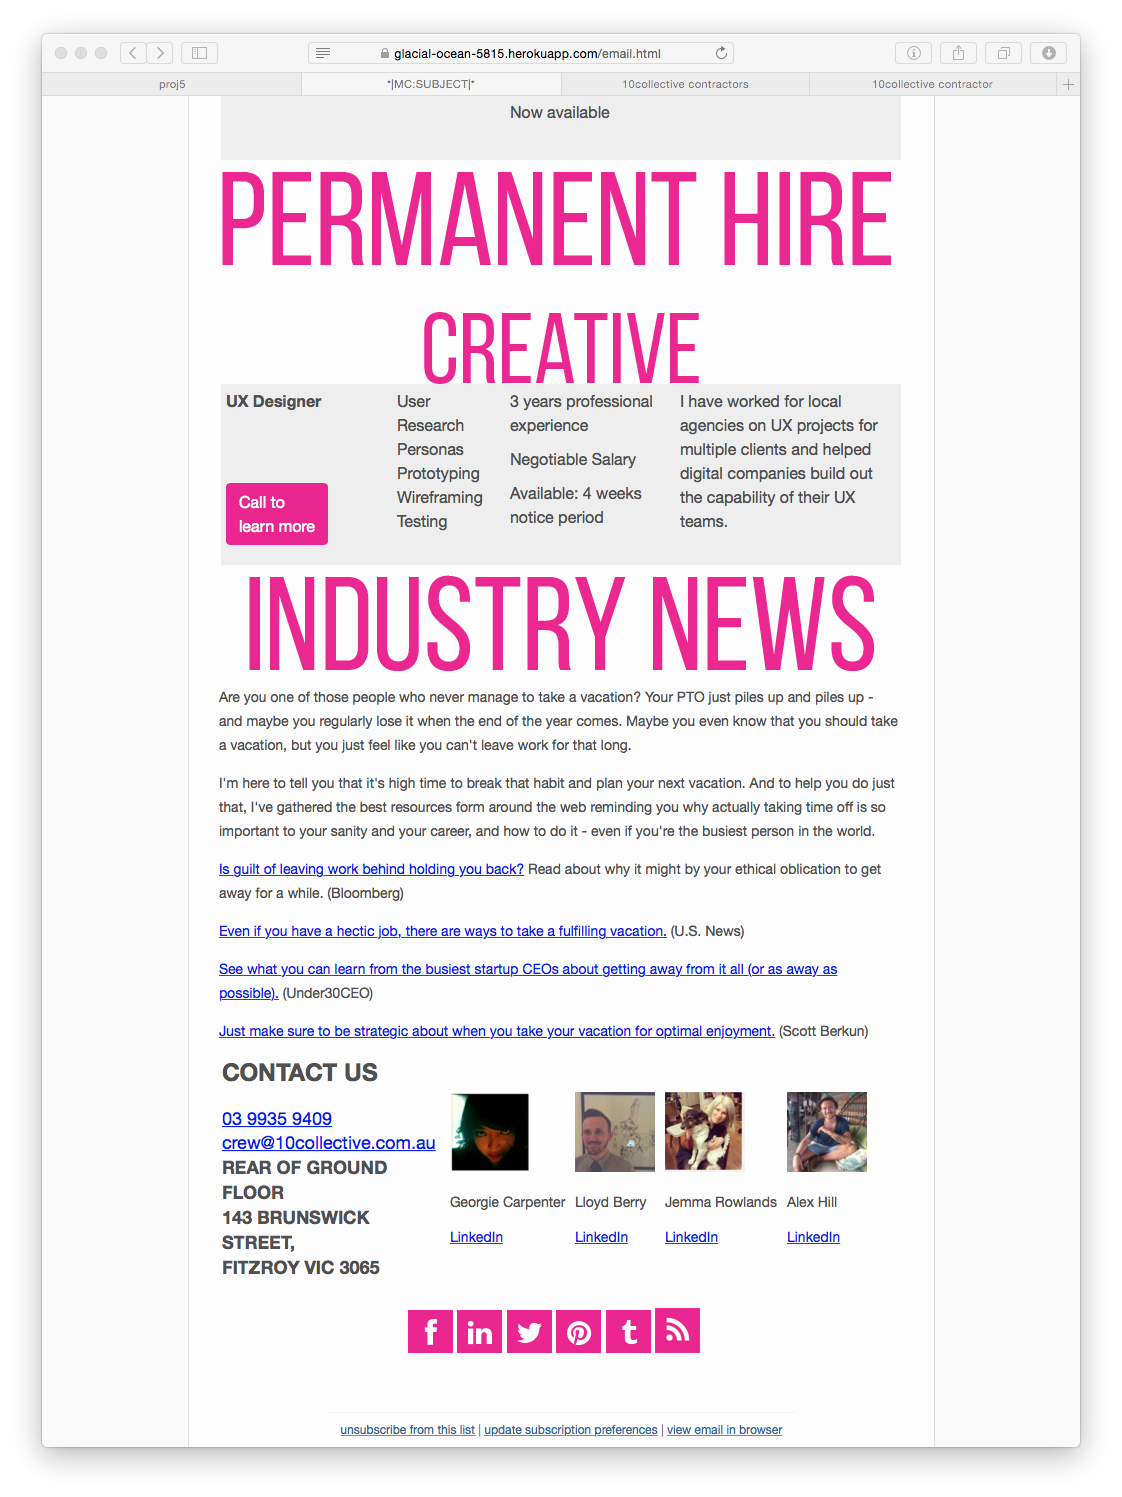 glacial-ocean-5815.herokuapp.com/email.html
proj5
*|MC:SUBJECT|*
10collective contractors
10collective contractor
Now available
PERMANENT HIRE
CREATIVE
UX Designer
Call to
learn more
User
Research
Personas
Prototyping
Wireframing
Testing
3 years professional
experience
Negotiable Salary
Available: 4 weeks
notice period
I have worked for local
agencies on UX projects for
multiple clients and helped
digital companies build out
the capability of their UX
teams.
INDUSTRY NEWS
Are you one of those people who never manage to take a vacation? Your PTO just piles up and piles up -
and maybe you regularly lose it when the end of the year comes. Maybe you even know that you should take
a vacation, but you just feel like you can't leave work for that long.
I'm here to tell you that it's high time to break that habit and plan your next vacation. And to help you do just
that, I've gathered the best resources form around the web reminding you why actually taking time off is so
important to your sanity and your career, and how to do it - even if you're the busiest person in the world.
Is guilt of leaving work behind holding you back? Read about why it might by your ethical oblication to get
away for a while. (Bloomberg)
Even if you have a hectic job, there are ways to take a fulfilling vacation. (U.S. News)
See what you can learn from the busiest startup CEOs about getting away from it all (or as away as
possible). (Under30CEO)
Just make sure to be strategic about when you take your vacation for optimal enjoyment. (Scott Berkun)
CONTACT US
03 9935 9409
crew@10collective.com.au
REAR OF GROUND
FLOOR
143 BRUNSWICK
STREET,
FITZROY VIC 3065
Georgie Carpenter
LinkedIn
Lloyd Berry
LinkedIn
Jemma Rowlands
LinkedIn
Alex Hill
LinkedIn
unsubscribe from this list | update subscription preferences | view email in browser